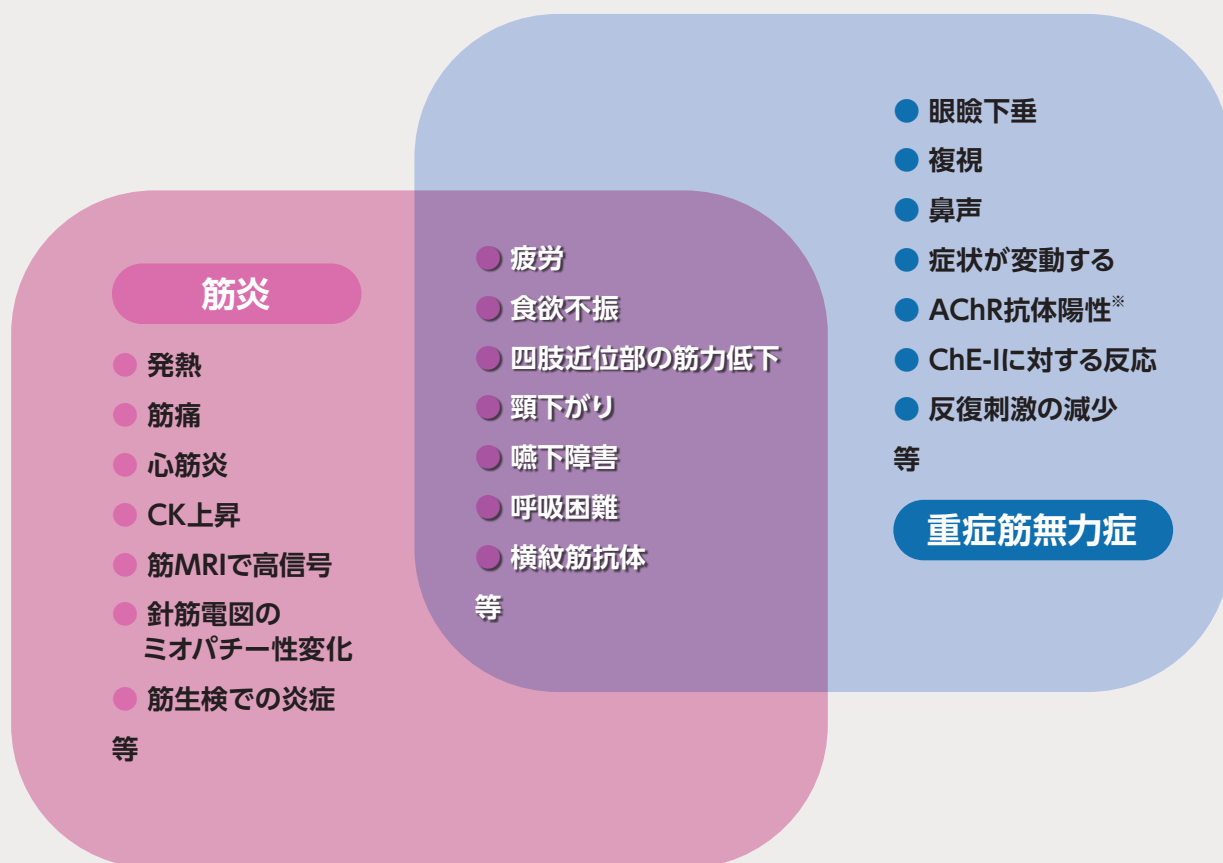 筋炎
発熱
筋痛
心筋炎
CK上昇
筋MRIで高信号
針筋電図の
ミオパチー性変化
筋生検での炎症
等
疲労
食欲不振
四肢近位部の筋力低下
頸下がり
嚥下障害
呼吸困難
横紋筋抗体
等
眼瞼下垂
複視
鼻声
症状が変動する
AChR抗体陽性※
ChE-Iに対する反応
反復刺激の減少
等
重症筋無力症